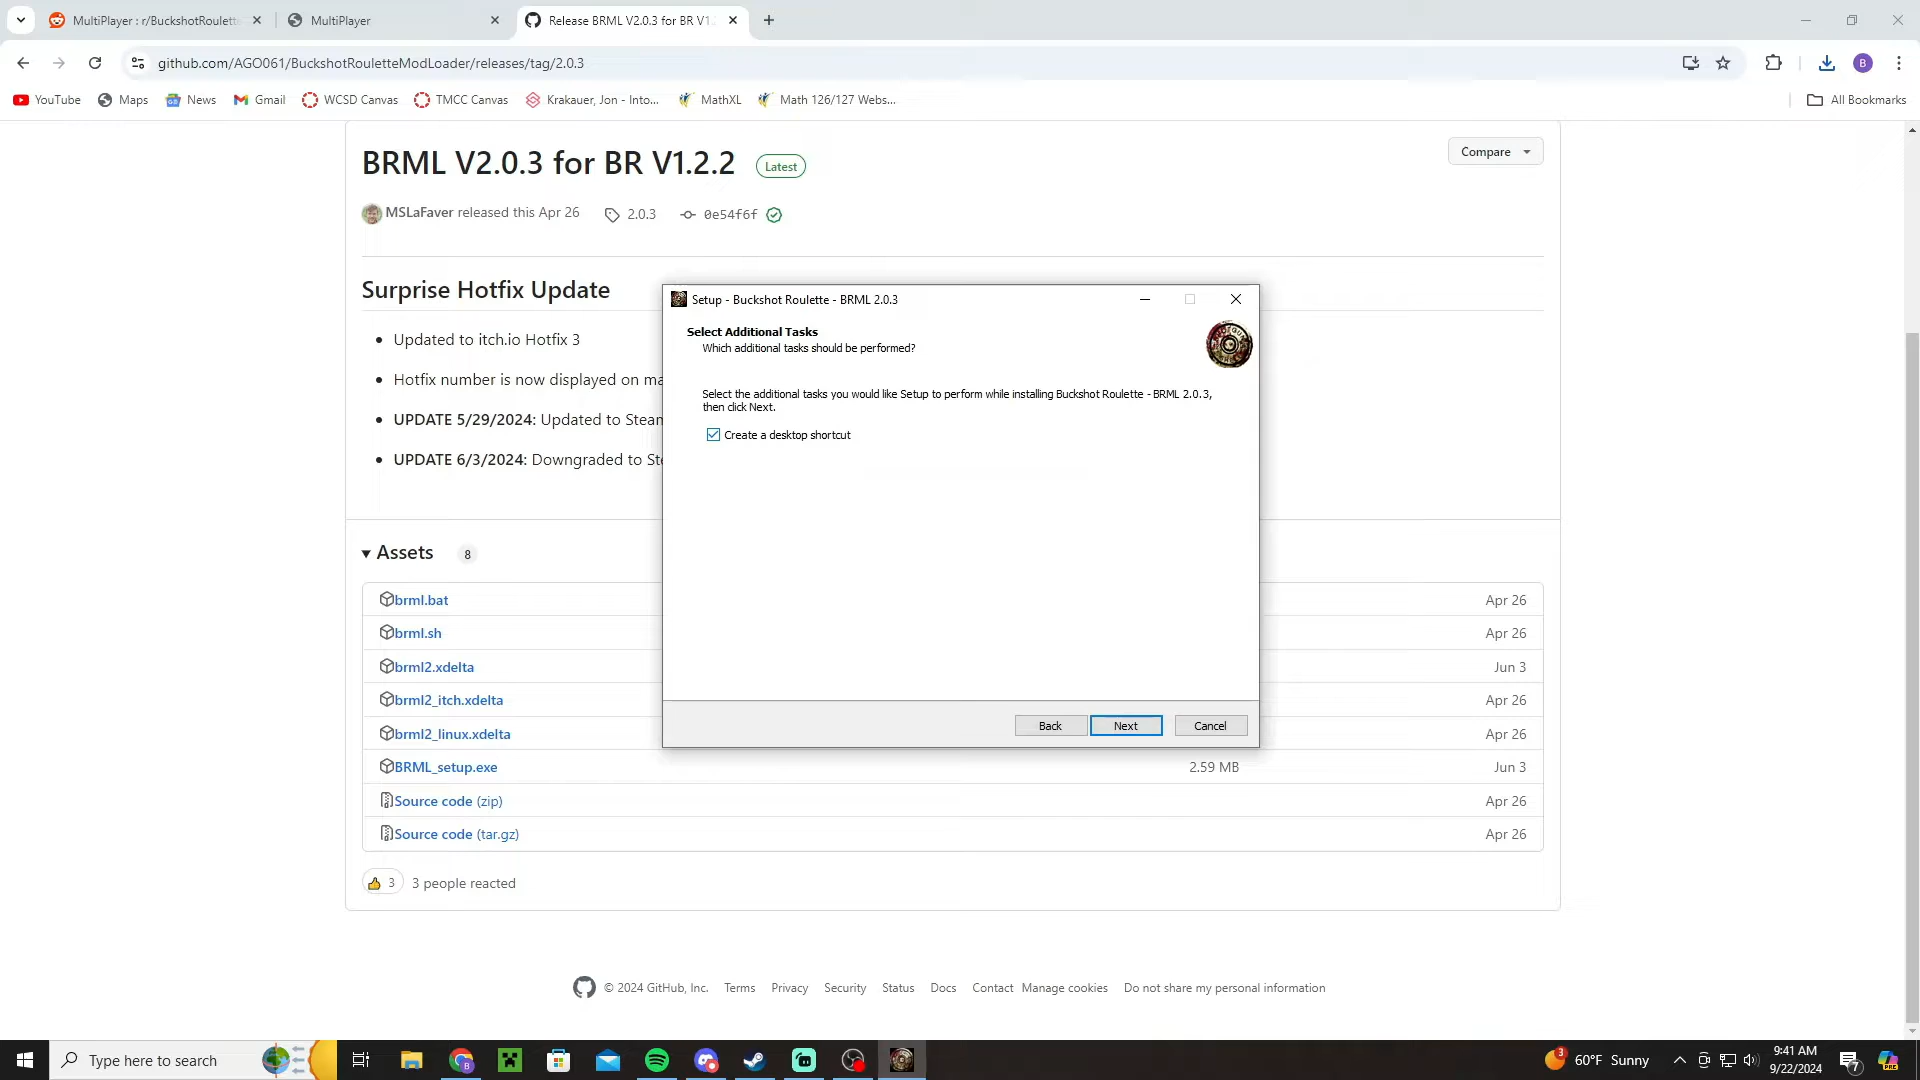 MultiPlayer : r/BuckshotRoulette
MultiPlayer
Release BRML V2.0.3 for BR V1.2
github.com/AGO061/BuckshotRouletteModLoader/releases/tag/2.0.3
B
YouTube
Maps
News
Gmail
WCSD Canvas
TMCC Canvas
Krakauer, Jon - Into...
MathXL
Math 126/127 Webs...
All Bookmarks
BRML V2.0.3 for BR V1.2.2
Latest
Compare
MSLaFaver released this Apr 26
2.0.3
0e54f6f
Surprise Hotfix Update
Updated to itch.io Hotfix 3
Hotfix number is now displayed on ma
UPDATE 5/29/2024: Updated to Steam
UPDATE 6/3/2024: Downgraded to Ste
Setup - Buckshot Roulette - BRML 2.0.3
Select Additional Tasks
Which additional tasks should be performed?
Select the additional tasks you would like Setup to perform while installing Buckshot Roulette - BRML 2.0.3,
then click Next.
Create a desktop shortcut
Back
Next
Cancel
Assets
8
brml.bat
Apr 26
brml.sh
Apr 26
brml2.xdelta
Jun 3
brml2_itch.xdelta
Apr 26
brml2_linux.xdelta
Apr 26
BRML_setup.exe
2.59 MB
Jun 3
Source code (zip)
Apr 26
Source code (tar.gz)
Apr 26
3
3 people reacted
© 2024 GitHub, Inc.
Terms
Privacy
Security
Status
Docs
Contact
Manage cookies
Do not share my personal information
Type here to search
B
3
60°F Sunny
9:41 AM
9/22/2024
7
PRE